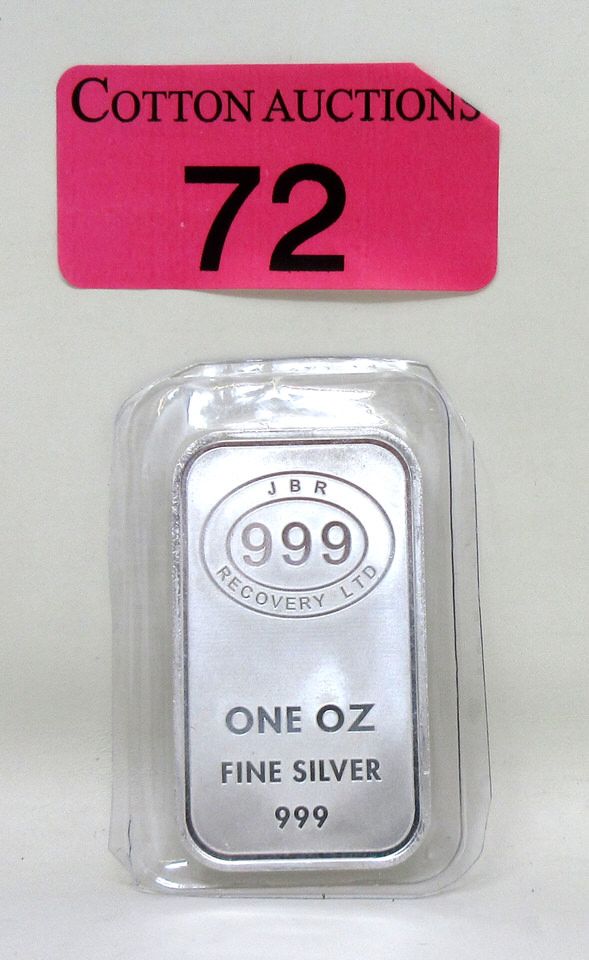 COTTON AUCTIONS
72
JBR
999
RECOVERY LTD
ONE OZ
FINE SILVER
999